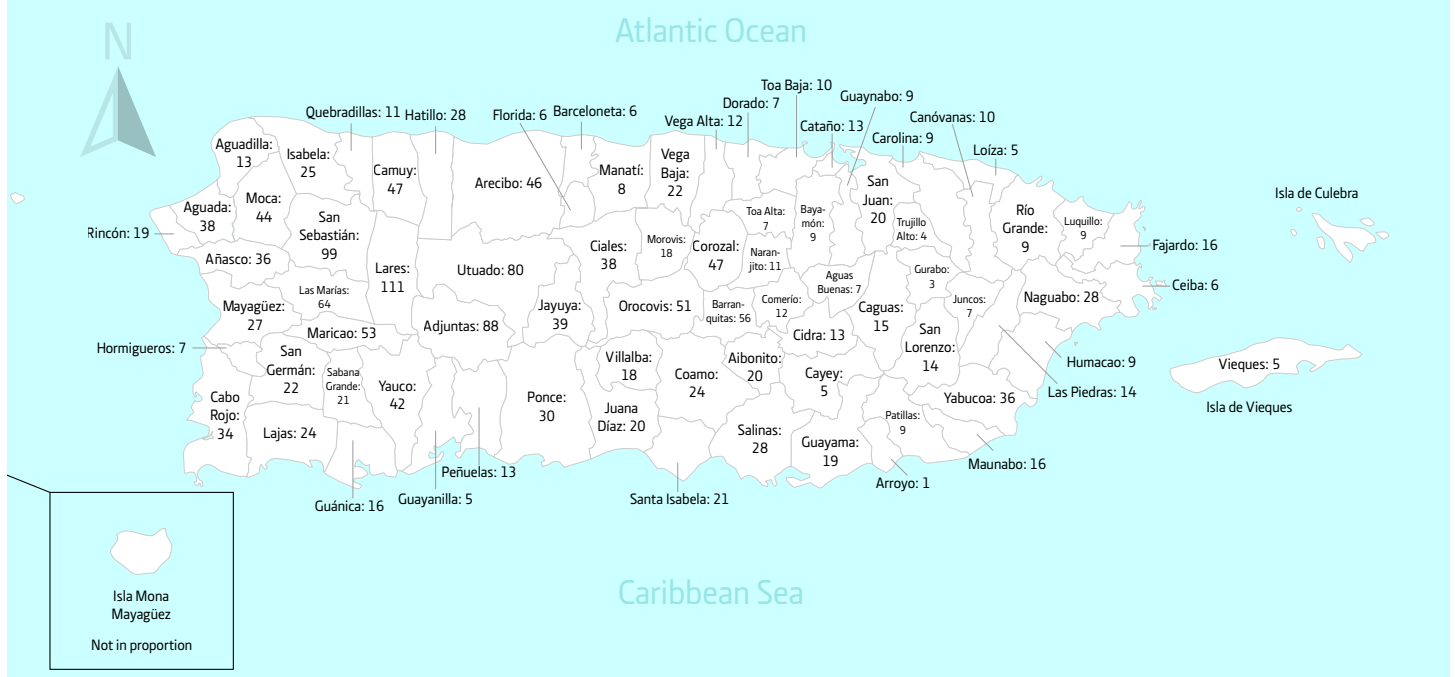 Atlantic Ocean
N
Toa Baja: 10
Guaynabo: 9
Dorado: 7
Quebradillas: 11
Hatillo: 28
Florida: 6
Barceloneta: 6
Vega Alta: 12
Cataño: 13
Canóvanas: 10
Carolina: 9
Loíza: 5
Aguadilla:
13
Isabela:
25
Camuy:
47
Arecibo: 46
Manatí:
8
Vega
Baja:
22
San
Juan:
20
Isla de Culebra
Moca:
44
Aguada:
38
Rincón: 19
San
Sebastián:
99
Toa Alta:
7
Baya-
món:
9
Trujillo
Alto: 4
Río
Grande:
9
Luquillo:
9
Fajardo: 16
Añasco: 36
Lares:
111
Utuado: 80
Ciales:
38
Morovis:
18
Corozal:
47
Naran-
jito: 11
Aguas
Buenas: 7
Gurabo:
3
Ceiba: 6
Las Marías:
64
Mayagüez:
27
Maricao: 53
Adjuntas: 88
Jayuya:
39
Orocovis: 51
Barran-
quitas: 56
Comerío:
12
Cidra: 13
Caguas:
15
Juncos:
7
Naguabo: 28
San
Lorenzo:
14
Hormigueros: 7
San
Germán:
22
Sabana
Grande:
21
Yauco:
42
Villalba:
18
Coamo:
24
Aibonito:
20
Cayey:
5
Humacao: 9
Vieques: 5
Las Piedras: 14
Isla de Vieques
Cabo
Rojo:
34
Lajas: 24
Ponce:
30
Juana
Díaz: 20
Salinas:
28
Guayama:
19
Patillas:
9
Yabucoa: 36
Maunabo: 16
Peñuelas: 13
Guánica: 16
Guayanilla: 5
Santa Isabela: 21
Arroyo: 1
Caribbean Sea
Isla Mona
Mayagüez
Not in proportion